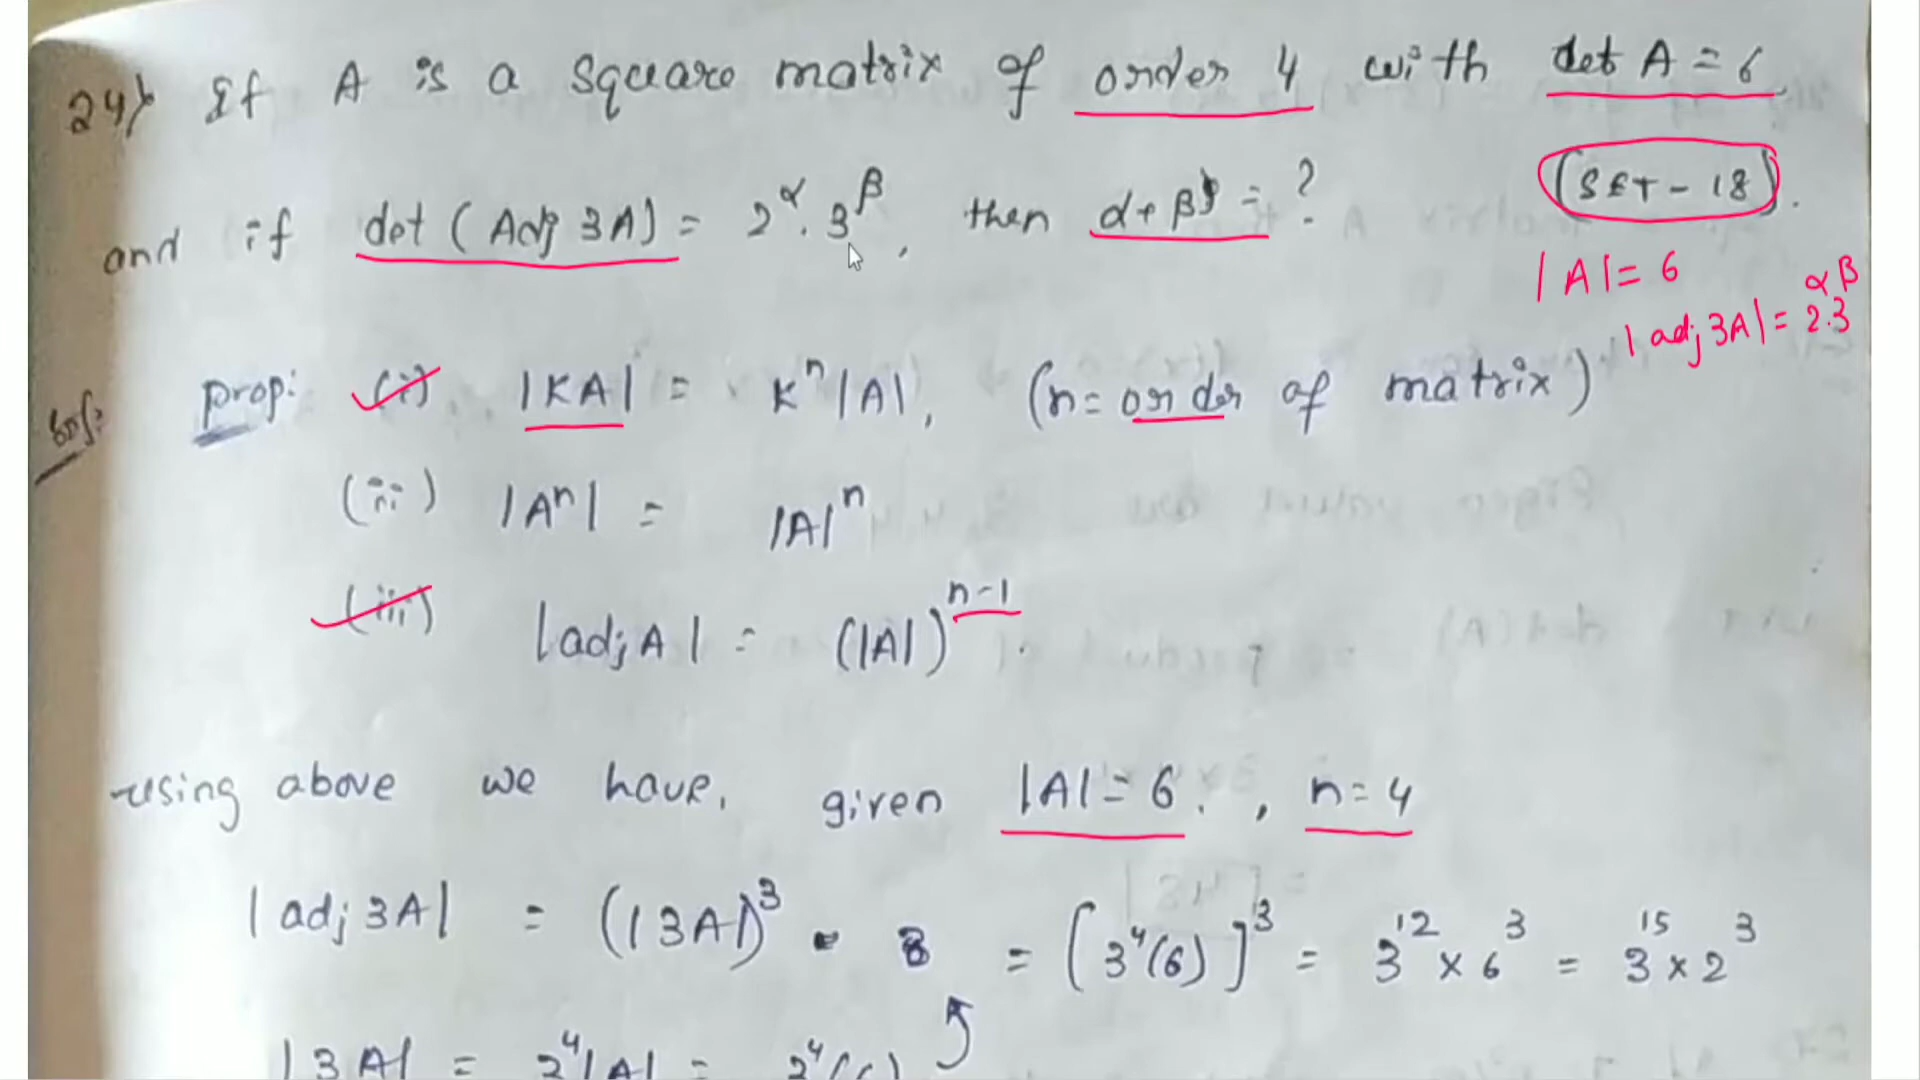 24) If A is a square matrix of order 4 with det A = 6
and if det (Adj 3A) = 2^α . 3^β, then α+β = ?
(SET - 18).
|A| = 6
|adj 3A| = 2^α.3^β
Sol: prop: (i) |KA| = K^n |A|, (n = order of matrix)
(ii) |A^n| = |A|^n
(iii) |adj A| = (|A|)^{n-1}.
using above we have, given |A| = 6. , n = 4
|adj 3A| = (|3A|)^3 = [3^4(6)]^3 = 3^12 × 6^3 = 3^15 × 2^3
|3A| = 3^4|A| =